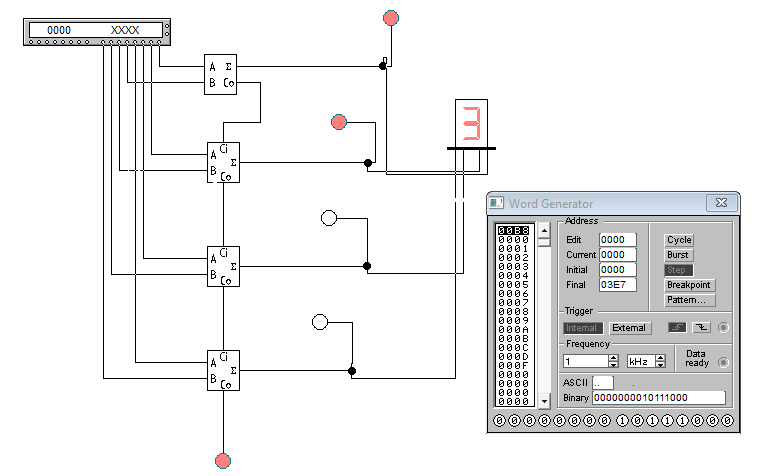 0000 XXXX
A Σ
B Co
A Ci
B Σ
Co
A Ci
B Σ
Co
A Ci
B Σ
Co
3
Word Generator
00B8
0000
0001
0002
0003
0004
0005
0006
0007
0008
0009
000A
000B
000C
000D
000F
0000
0000
0000
0000
Address
Edit 0000
Current 0000
Initial 0000
Final 03E7
Cycle
Burst
Step
Breakpoint
Pattern...
Trigger
Internal External
Frequency
1 kHz
Data
ready
ASCII ..
Binary 0000000010111000
0 0 0 0 0 0 0 0 1 0 1 1 1 0 0 0